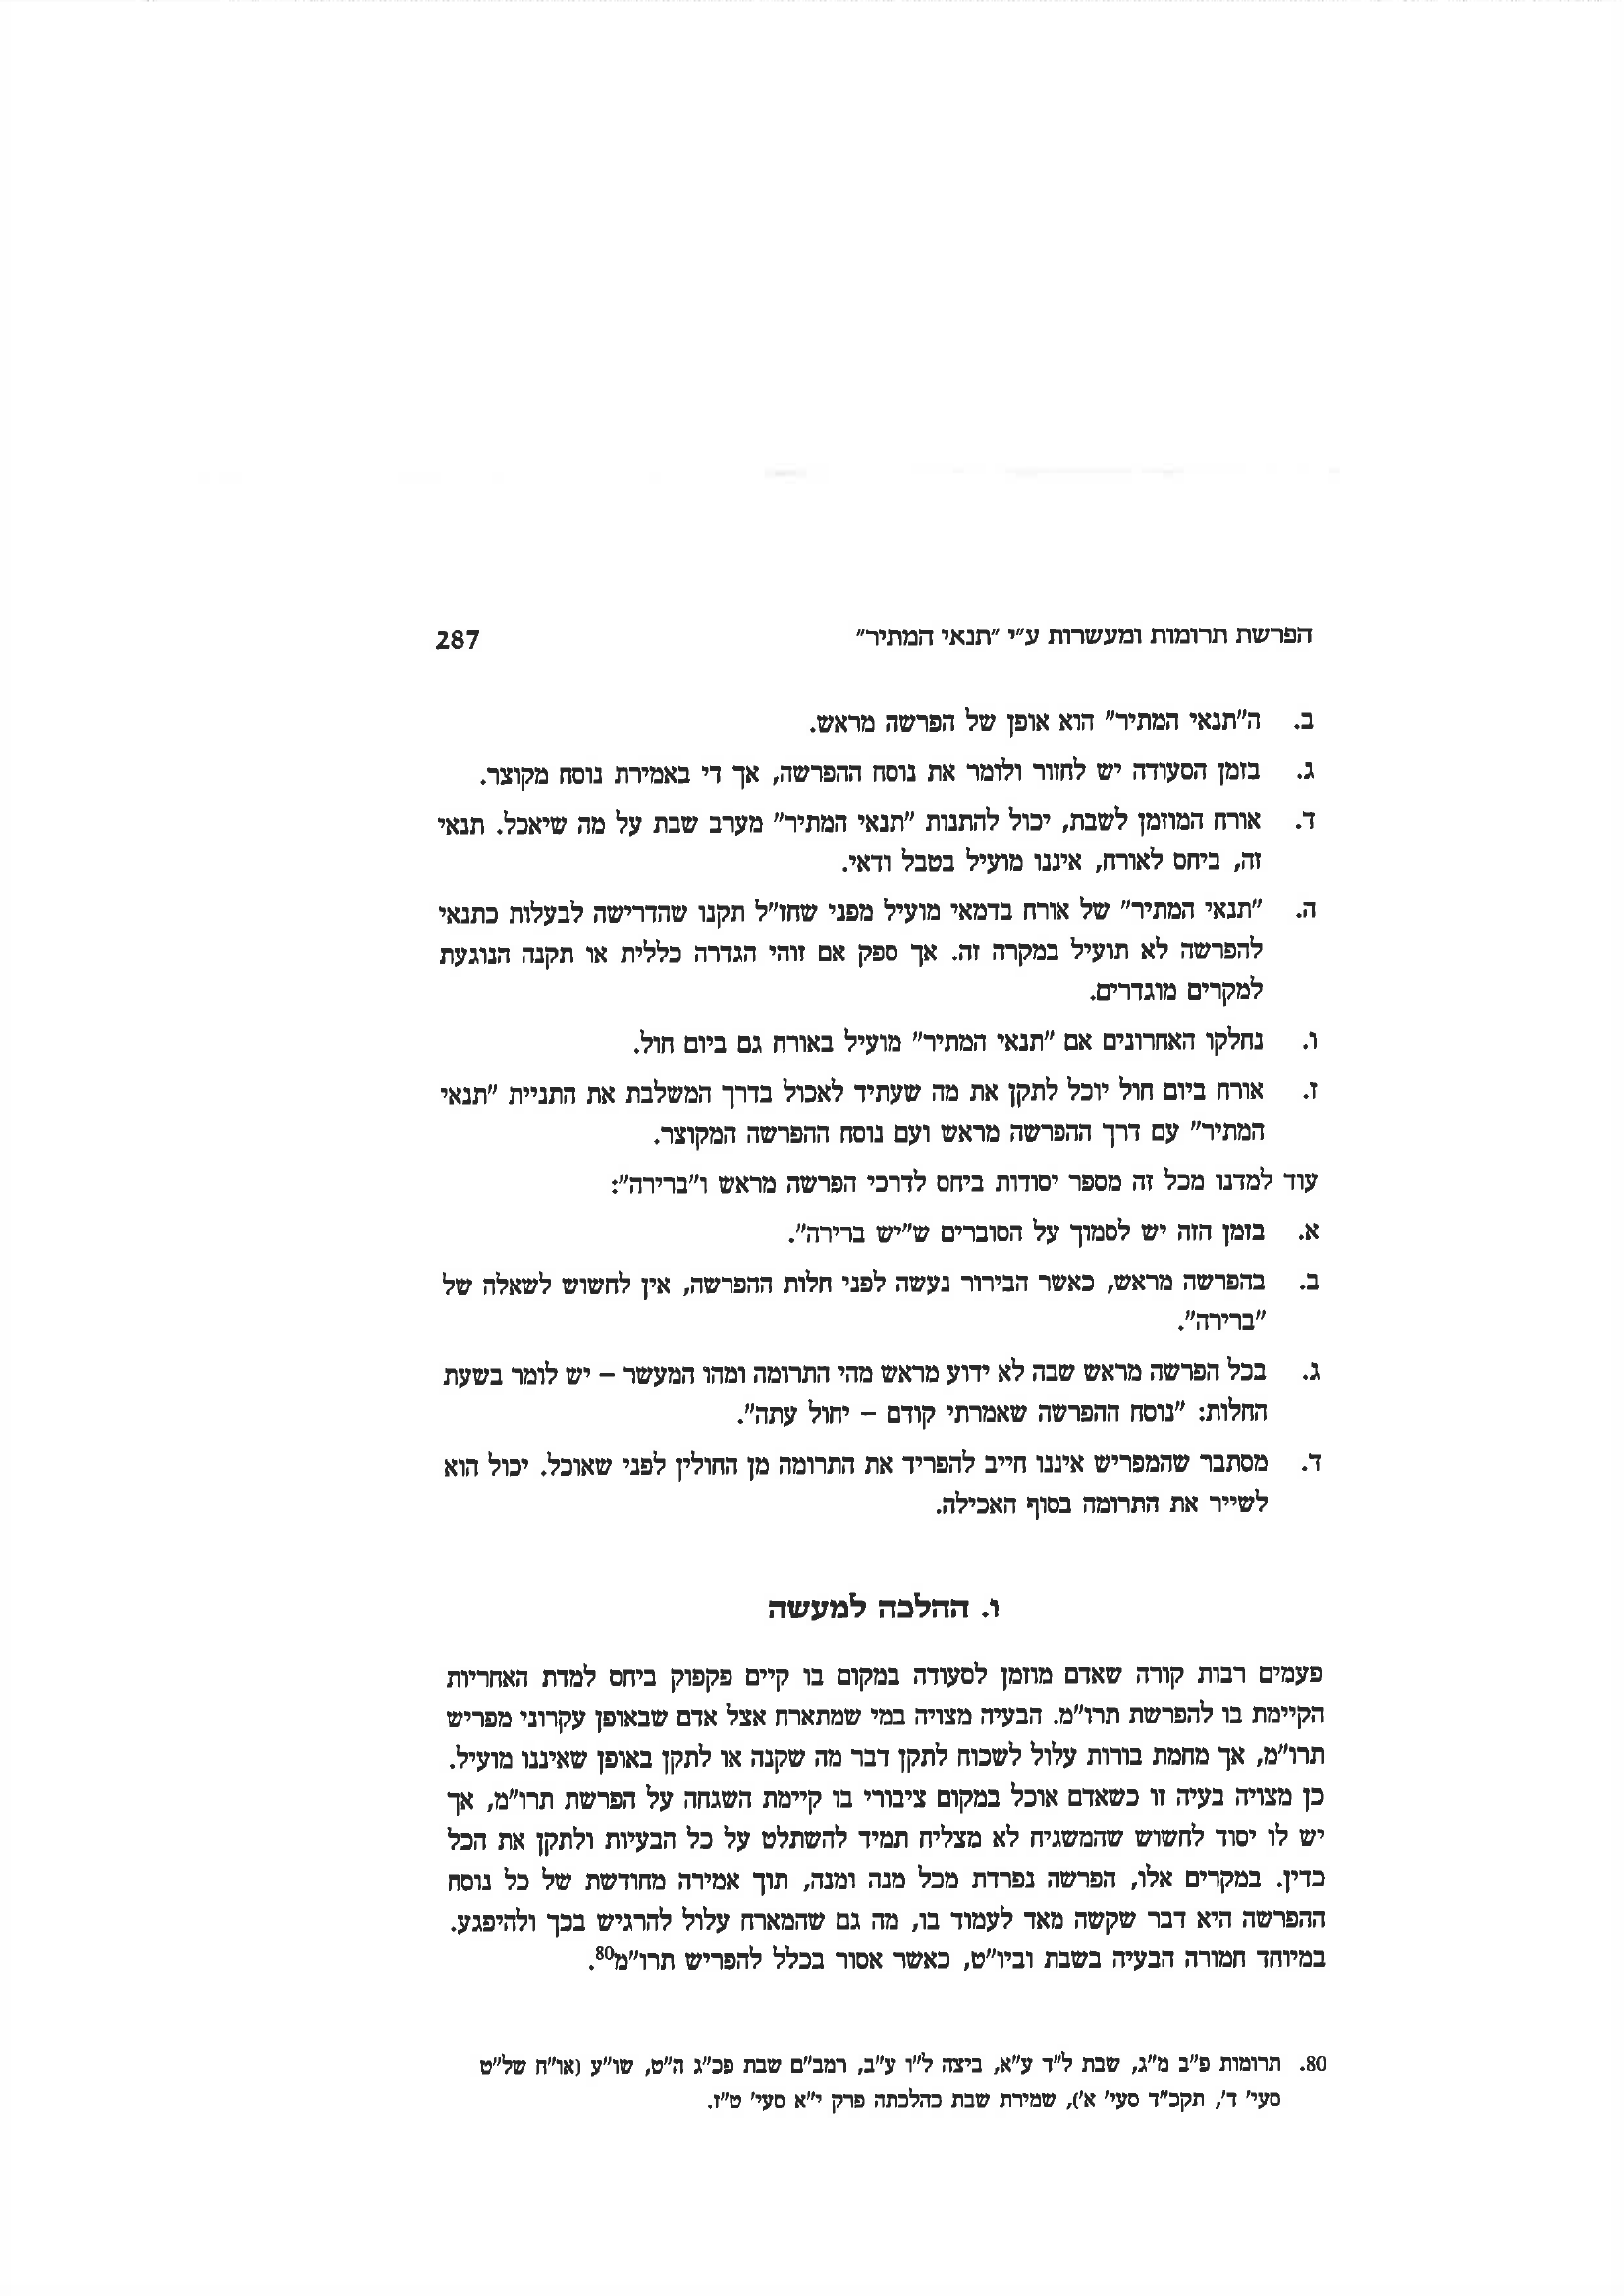 הפרשת תרומות ומעשרות ע"י "תנאי המתיר" 287
ב. ה"תנאי המתיר" הוא אופן של הפרשה מראש.
ג. בזמן הסעודה יש לחזור ולומר את נוסח ההפרשה, אך די באמירת נוסח מקוצר.
ד. אורח המוזמן לשבת, יכול להתנות "תנאי המתיר" מערב שבת על מה שיאכל. תנאי
זה, ביחס לאורח, איננו מועיל בטבל ודאי.
ה. "תנאי המתיר" של אורח בדמאי מועיל מפני שחז"ל תקנו שהדרישה לבעלות כתנאי
להפרשה לא תועיל במקרה זה. אך ספק אם זוהי הגדרה כללית או תקנה הנוגעת
למקרים מוגדרים.
ו. נחלקו האחרונים אם "תנאי המתיר" מועיל באורח גם ביום חול.
ז. אורח ביום חול יוכל לתקן את מה שעתיד לאכול בדרך המשלבת את התניית "תנאי
המתיר" עם דרך ההפרשה מראש ועם נוסח ההפרשה המקוצר.
עוד למדנו מכל זה מספר יסודות ביחס לדרכי הפרשה מראש ו"ברירה":
א. בזמן הזה יש לסמוך על הסוברים ש"יש ברירה".
ב. בהפרשה מראש, כאשר הבירור נעשה לפני חלות ההפרשה, אין לחשוש לשאלה של
"ברירה".
ג. בכל הפרשה מראש שבה לא ידוע מראש מהי התרומה ומהו המעשר – יש לומר בשעת
החלות: "נוסח ההפרשה שאמרתי קודם – יחול עתה".
ד. מסתבר שהמפריש איננו חייב להפריד את התרומה מן החולין לפני שאוכל. יכול הוא
לשייר את התרומה בסוף האכילה.
ו. ההלכה למעשה
פעמים רבות קורה שאדם מוזמן לסעודה במקום בו קיים פקפוק ביחס למדת האחריות
הקיימת בו להפרשת תרו"מ. הבעיה מצויה במי שמתארח אצל אדם שבאופן עקרוני מפריש
תרו"מ, אך מחמת בורות עלול לשכוח לתקן דבר מה שקנה או לתקן באופן שאיננו מועיל.
כן מצויה בעיה זו כשאדם אוכל במקום ציבורי בו קיימת השגחה על הפרשת תרו"מ, אך
יש לו יסוד לחשוש שהמשגיח לא מצליח תמיד להשתלט על כל הבעיות ולתקן את הכל
כדין. במקרים אלו, הפרשה נפרדת מכל מנה ומנה, תוך אמירה מחודשת של כל נוסח
ההפרשה היא דבר שקשה מאד לעמוד בו, מה גם שהמארח עלול להרגיש בכך ולהיפגע.
במיוחד חמורה הבעיה בשבת וביו"ט, כאשר אסור בכלל להפריש תרו"מ80.
80. תרומות פ"ב מ"ג, שבת ל"ד ע"א, ביצה ל"ו ע"ב, רמב"ם שבת פכ"ג ה"ט, שו"ע (או"ח של"ט
סעי' ד', תקכ"ד סעי' א'), שמירת שבת כהלכתה פרק י"א סעי' ט"ז.